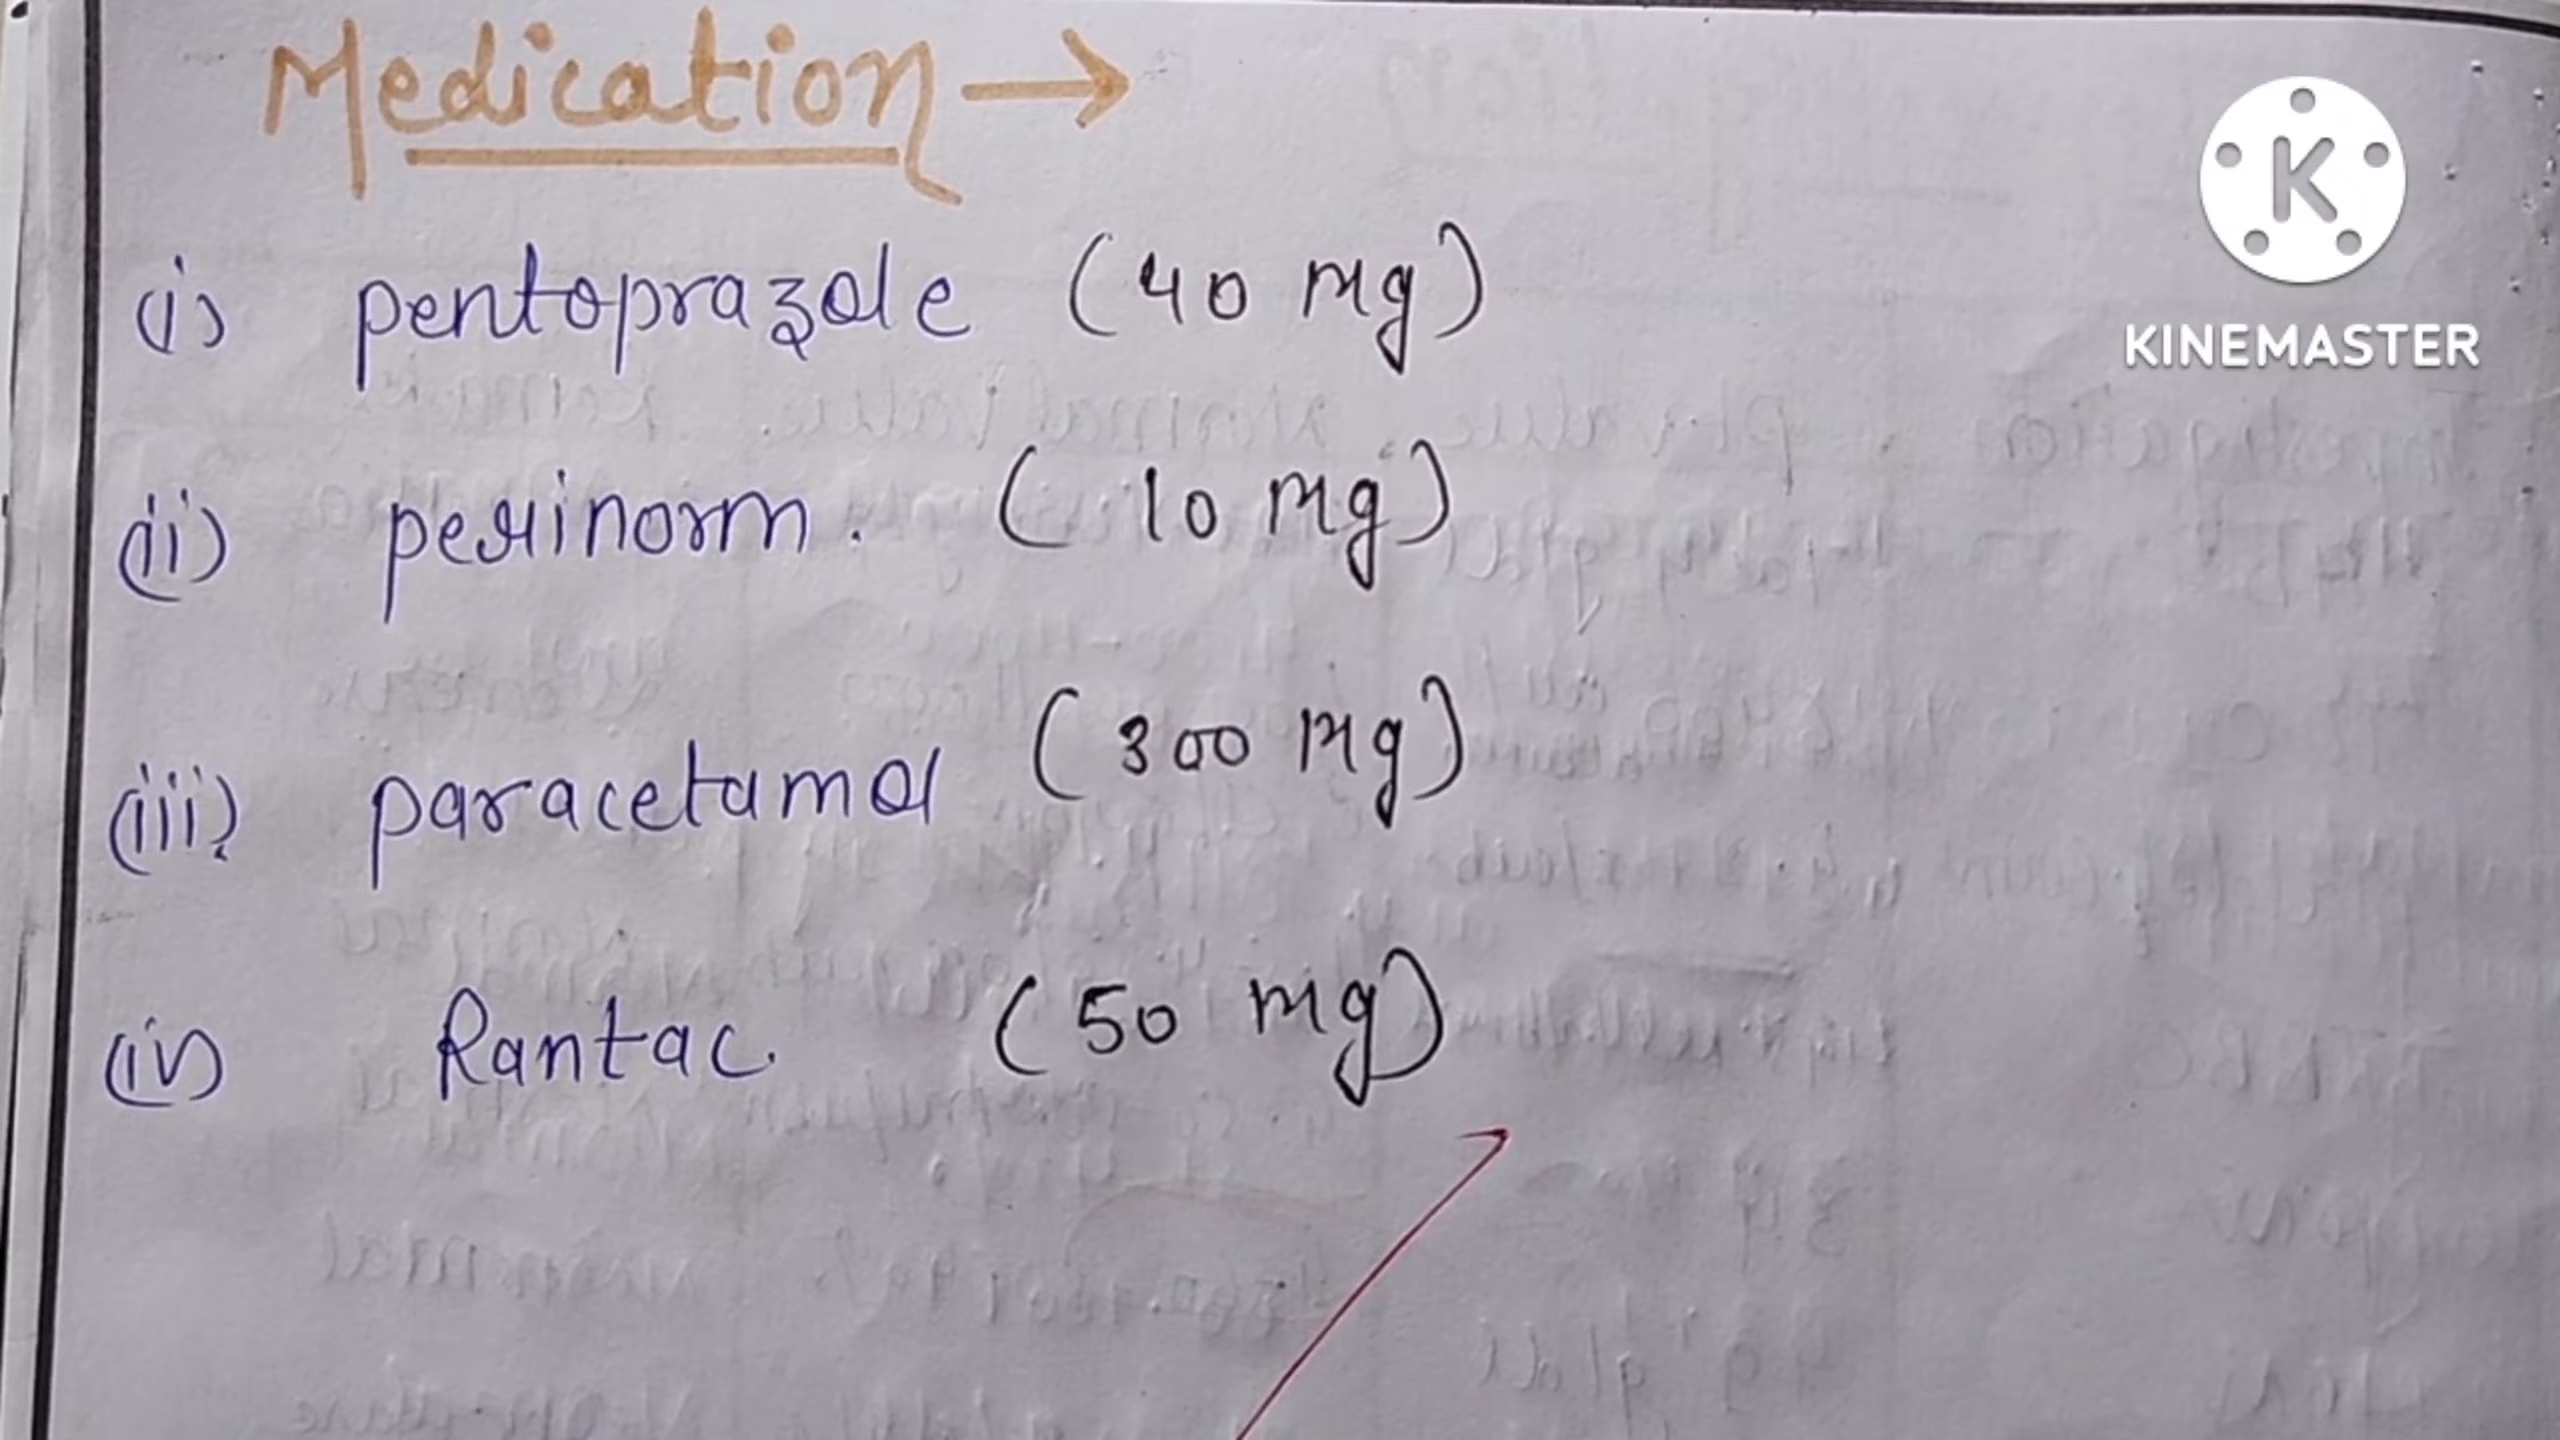 Medication →
K
KINEMASTER
(i) pentoprazole (40 mg)
(ii) perinorm. (10 mg)
(iii) paracetamol (300 mg)
(iv) Rantac. (50 mg)